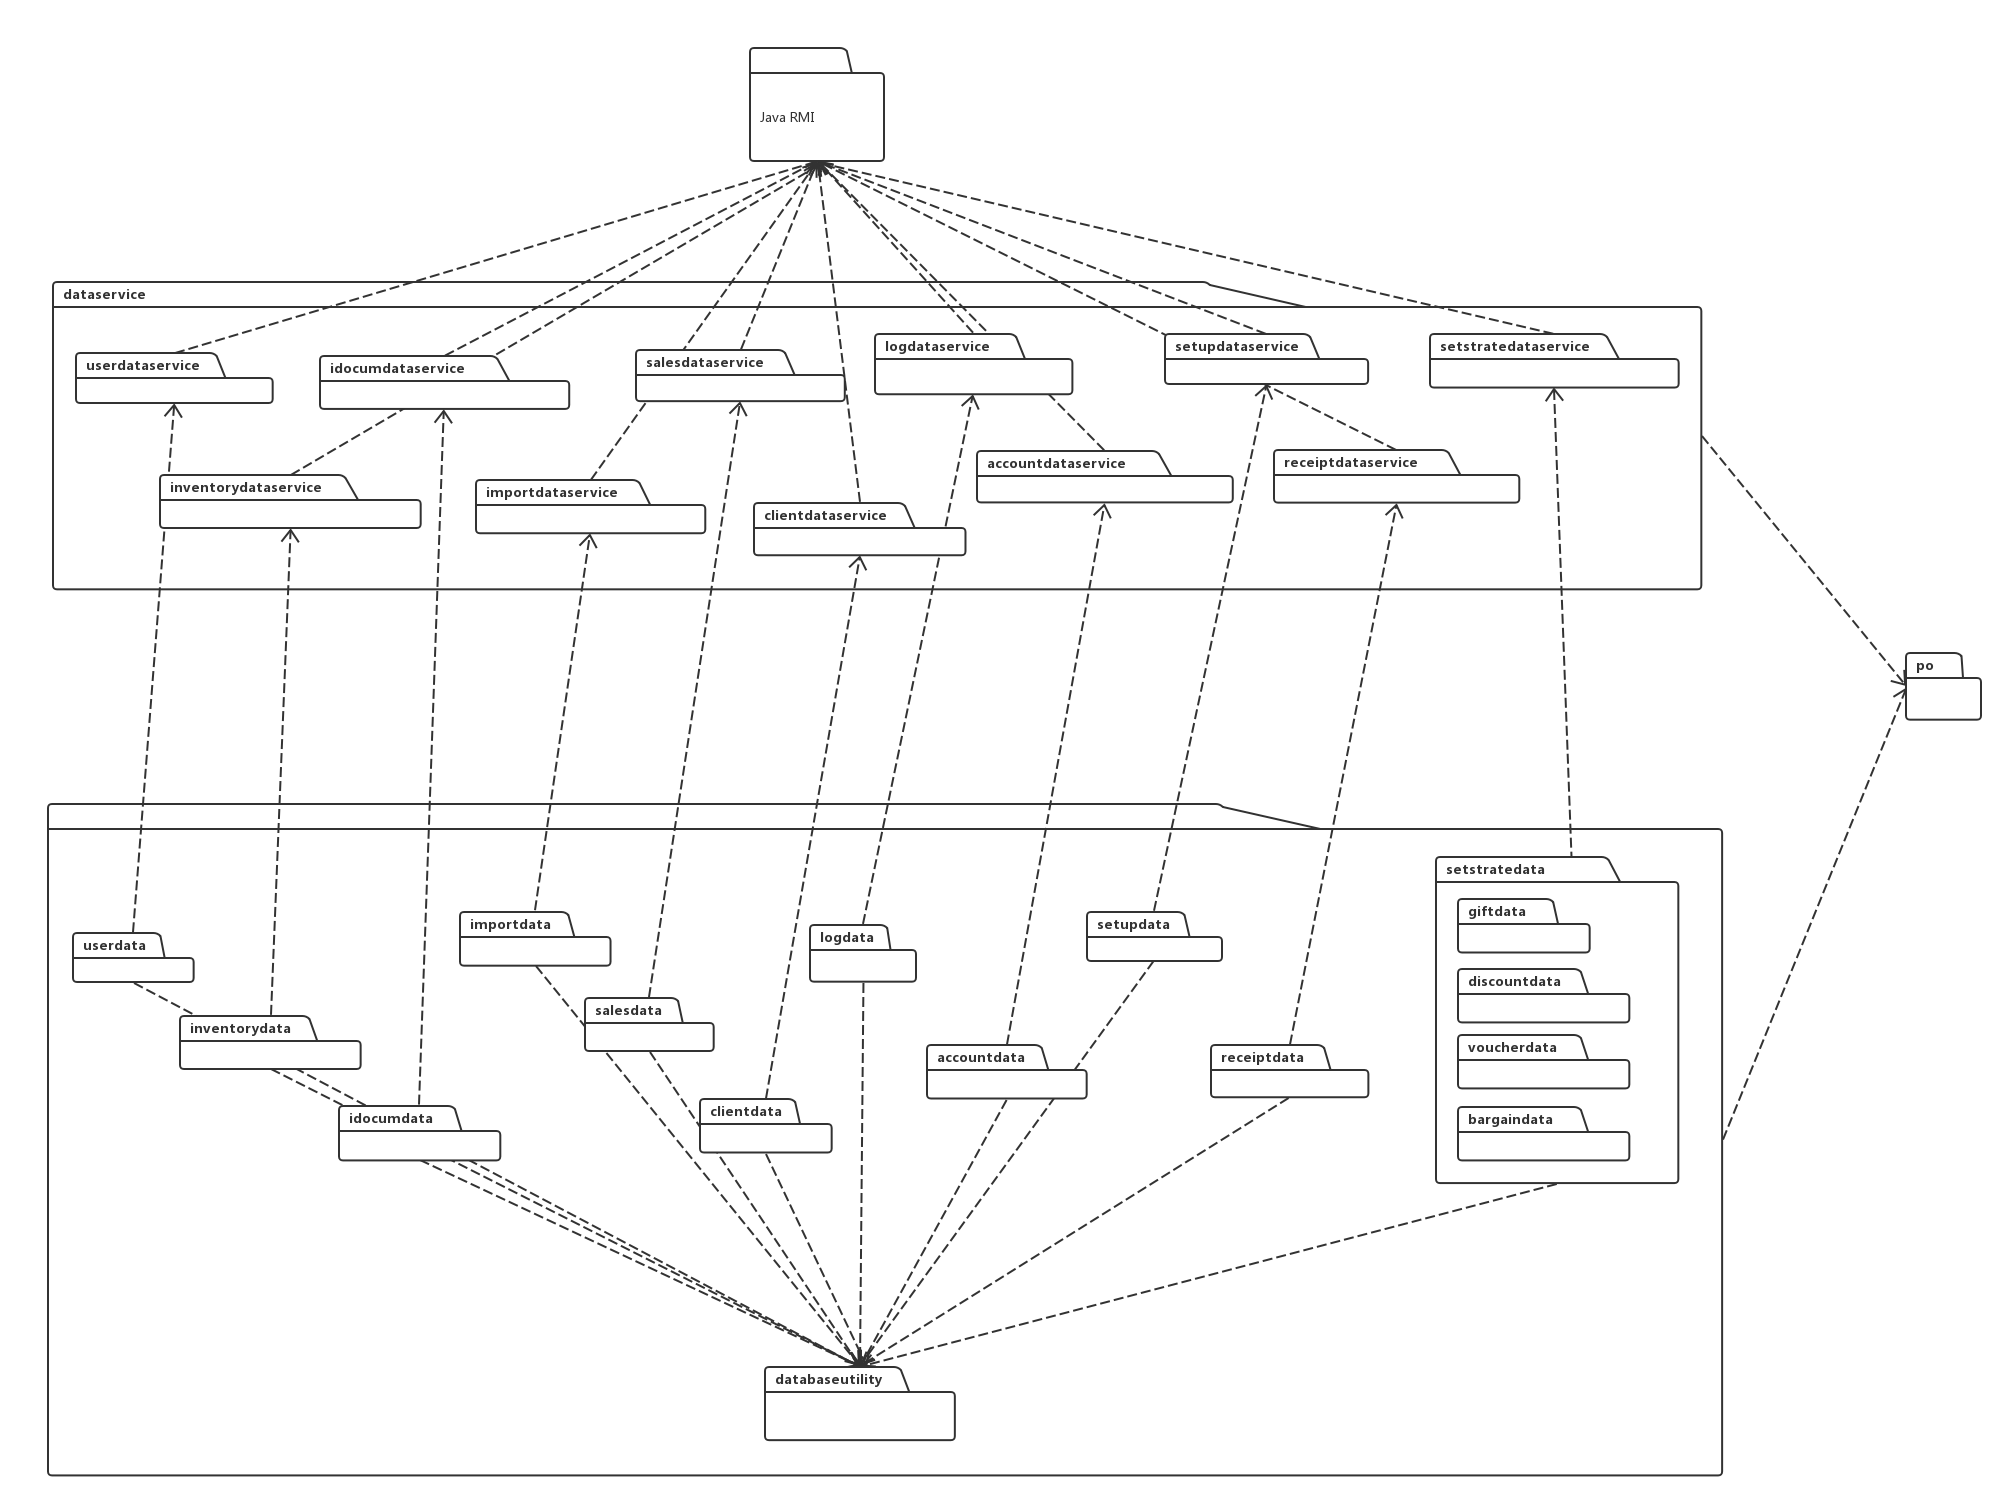 Java RMI
dataservice
userdataservice
idocumdataservice
salesdataservice
logdataservice
setupdataservice
setstratedataservice
inventorydataservice
importdataservice
clientdataservice
accountdataservice
receiptdataservice
po
setstratedata
giftdata
discountdata
voucherdata
bargaindata
userdata
importdata
logdata
setupdata
inventorydata
salesdata
accountdata
receiptdata
idocumdata
clientdata
databaseutility